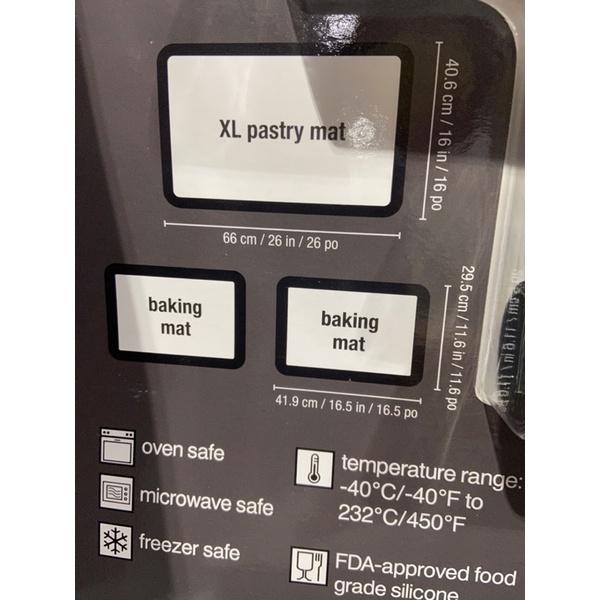 XL pastry mat
40.6 cm / 16 in / 16 po
66 cm / 26 in / 26 po
baking
mat
baking
mat
29.5 cm / 11.6 in / 11.6 po
41.9 cm / 16.5 in / 16.5 po
oven safe
microwave safe
freezer safe
temperature range:
-40°C/-40°F to
232°C/450°F
FDA-approved food
grade silicone